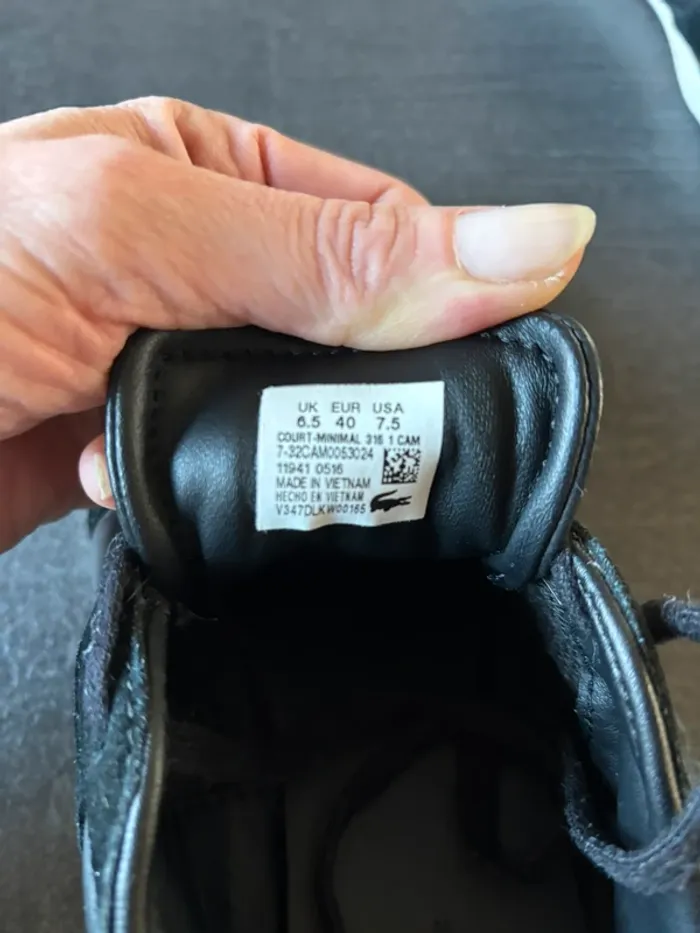 UK EUR USA
6.5 40 7.5
COURT-MINIMAL 316 1 CAM
7-32CAM0053024
11941 0516
MADE IN VIETNAM
HECHO EN VIETNAM
V347DLKW00165